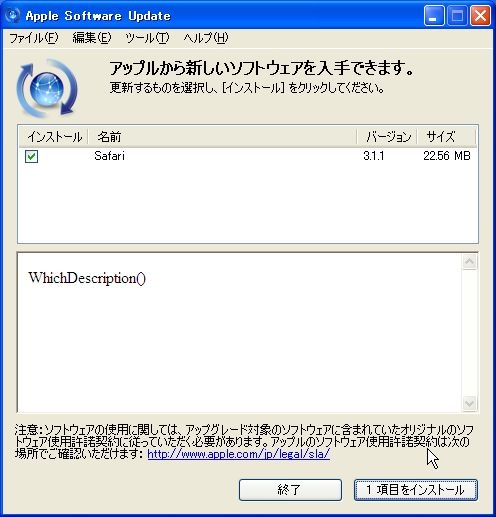 Apple Software Update
ファイル(F) 編集(E) ツール(T) ヘルプ(H)
アップルから新しいソフトウェアを入手できます。
更新するものを選択し、[インストール] をクリックしてください。
インストール 名前 バージョン サイズ
Safari 3.1.1 22.56 MB
WhichDescription()
注意: ソフトウェアの使用に関しては、アップグレード対象のソフトウェアに含まれていたオリジナルのソフ
トウェア使用許諾契約に従っていただく必要があります。アップルのソフトウェア使用許諾契約は次の
場所でご確認いただけます: http://www.apple.com/jp/legal/sla/
終了 1 項目をインストール